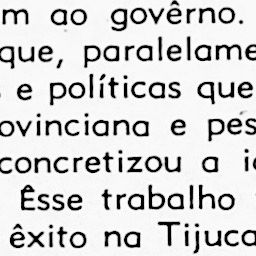 m ao govêrno.
que, paralelame
e políticas que
ovinciana e pes
concretizou a i
Êsse trabalho
êxito na Tijuca